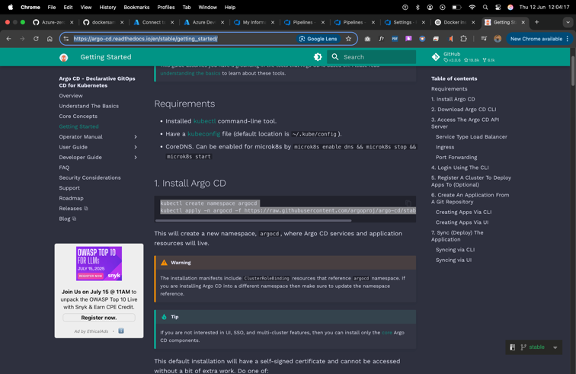 Chrome File Edit View History Bookmarks Profiles Tab Window Help
Thu 12 Jun 12:04:17
Connect
Azure De
Pipelines
Pipelines
Settings
Getting S
https://argo-cd.readthedocs.io/en/stable/getting_started/
Google Lens
New Chrome available
Getting Started
Search
GitHub
Argo CD - Declarative GitOps
CD for Kubernetes
Overview
Understand The Basics
Core Concepts
Getting Started
Operator Manual
User Guide
Developer Guide
FAQ
Security Considerations
Support
Roadmap
Releases
Blog
OWASP TOP 10
FOR LLMs
snyk
Join Us on July 15 @ 11AM to
unpack the OWASP Top 10 Live
with Snyk & Earn CPE Credit.
Register now.
Ad by EthicalAds
understanding the basics to learn about these tools.
Requirements
Installed kubectl command-line tool.
Have a kubeconfig file (default location is ~/.kube/config).
CoreDNS. Can be enabled for microk8s by microk8s enable dns && microk8s stop &&
microk8s start
1. Install Argo CD
kubectl create namespace argocd
kubectl apply -n argocd -f https://raw.githubusercontent.com/argoproj/argo-cd/stab
This will create a new namespace, argocd, where Argo CD services and application
resources will live.
Warning
The installation manifests include ClusterRoleBinding resources that reference argocd namespace. If
you are installing Argo CD into a different namespace then make sure to update the namespace
reference.
Tip
If you are not interested in UI, SSO, and multi-cluster features, then you can install only the core Argo
CD components.
This default installation will have a self-signed certificate and cannot be accessed
without a bit of extra work. Do one of:
Table of contents
Requirements
1. Install Argo CD
2. Download Argo CD CLI
3. Access The Argo CD API
Server
Service Type Load Balancer
Ingress
Port Forwarding
4. Login Using The CLI
5. Register A Cluster To Deploy
Apps To (Optional)
6. Create An Application From
A Git Repository
Creating Apps Via CLI
Creating Apps Via UI
7. Sync (Deploy) The
Application
Syncing via CLI
Syncing via UI
stable